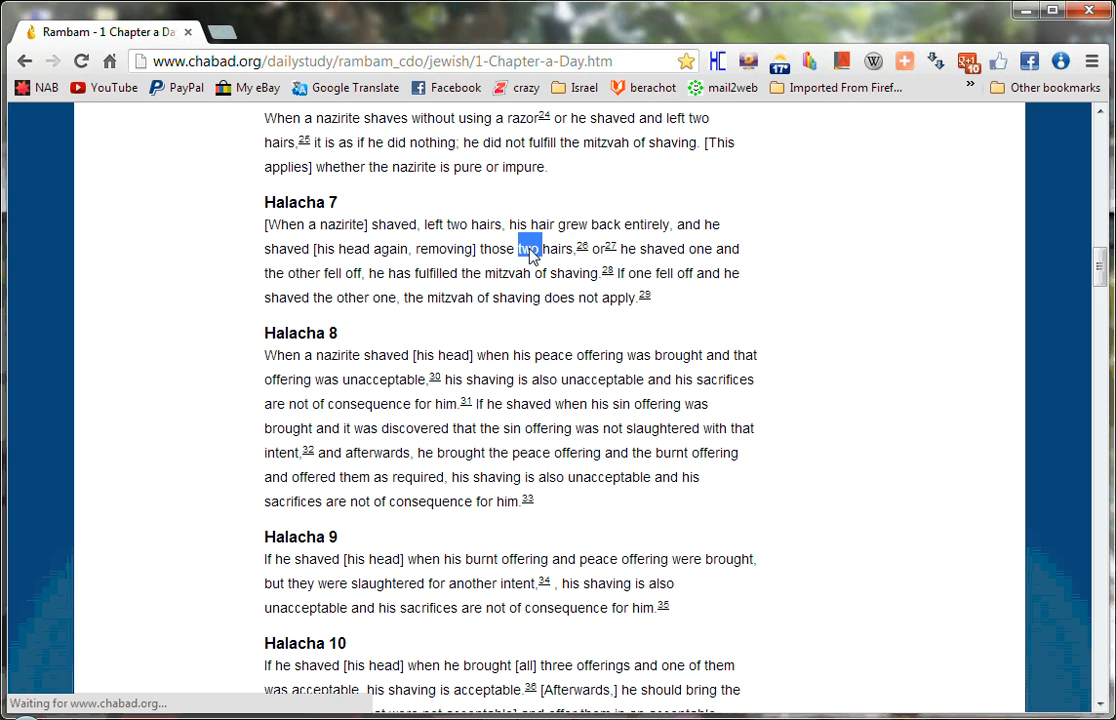 Rambam - 1 Chapter a Da
www.chabad.org/dailystudy/rambam_cdo/jewish/1-Chapter-a-Day.htm
NAB YouTube PayPal My eBay Google Translate Facebook crazy Israel berachot mail2web Imported From Firef... » Other bookmarks
When a nazirite shaves without using a razor24 or he shaved and left two
hairs,25 it is as if he did nothing; he did not fulfill the mitzvah of shaving. [This
applies] whether the nazirite is pure or impure.
Halacha 7
[When a nazirite] shaved, left two hairs, his hair grew back entirely, and he
shaved [his head again, removing] those two hairs,26 or27 he shaved one and
the other fell off, he has fulfilled the mitzvah of shaving.28 If one fell off and he
shaved the other one, the mitzvah of shaving does not apply.29
Halacha 8
When a nazirite shaved [his head] when his peace offering was brought and that
offering was unacceptable,30 his shaving is also unacceptable and his sacrifices
are not of consequence for him.31 If he shaved when his sin offering was
brought and it was discovered that the sin offering was not slaughtered with that
intent,32 and afterwards, he brought the peace offering and the burnt offering
and offered them as required, his shaving is also unacceptable and his
sacrifices are not of consequence for him.33
Halacha 9
If he shaved [his head] when his burnt offering and peace offering were brought,
but they were slaughtered for another intent,34 , his shaving is also
unacceptable and his sacrifices are not of consequence for him.35
Halacha 10
If he shaved [his head] when he brought [all] three offerings and one of them
was acceptable, his shaving is acceptable.36 [Afterwards,] he should bring the
Waiting for www.chabad.org...